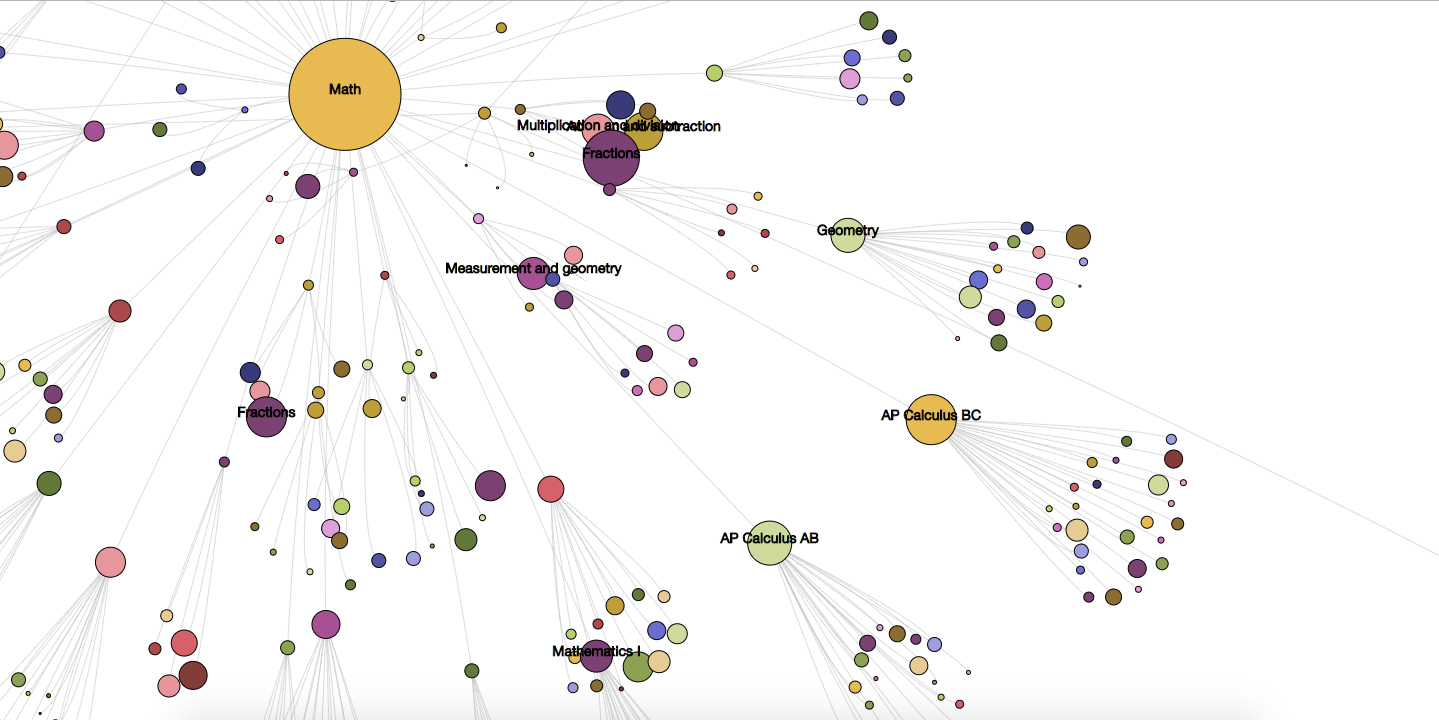 Math
Multiplication and division
and subtraction
Fractions
Geometry
Measurement and geometry
Fractions
AP Calculus BC
AP Calculus AB
Mathematics I